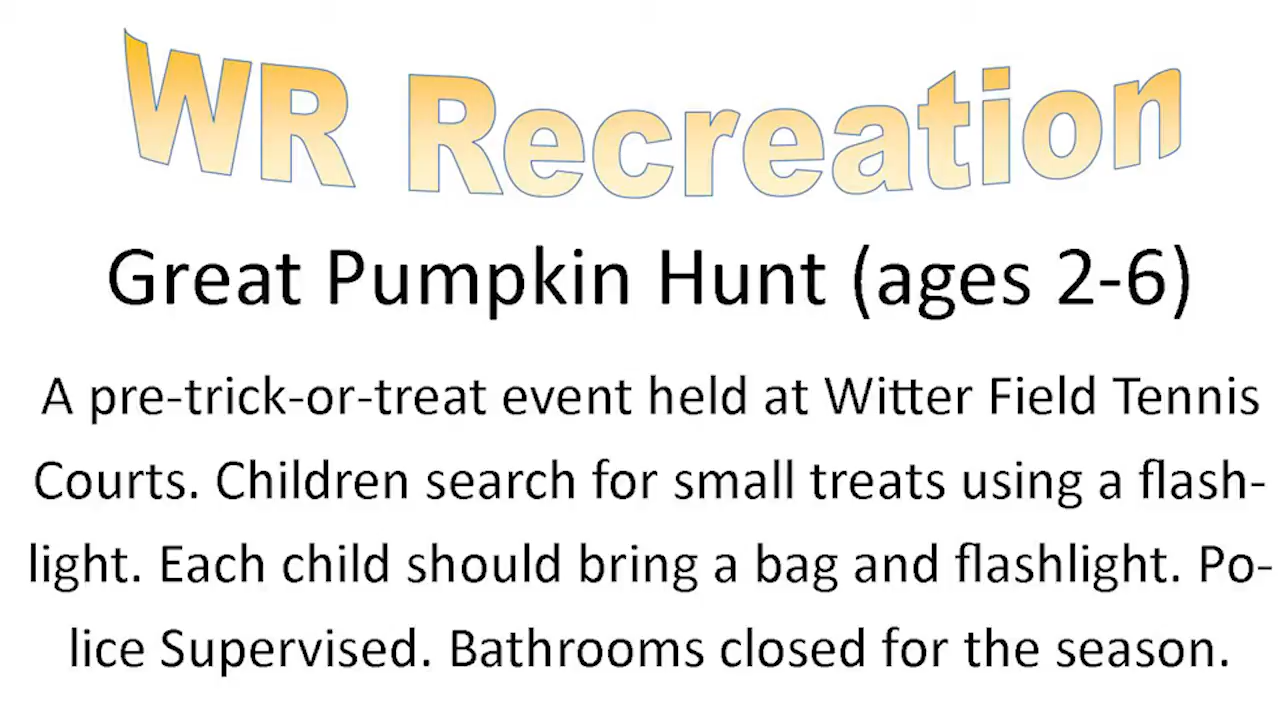 WR Recreation
Great Pumpkin Hunt (ages 2-6)
A pre-trick-or-treat event held at Witter Field Tennis
Courts. Children search for small treats using a flash-
light. Each child should bring a bag and flashlight. Po-
lice Supervised. Bathrooms closed for the season.